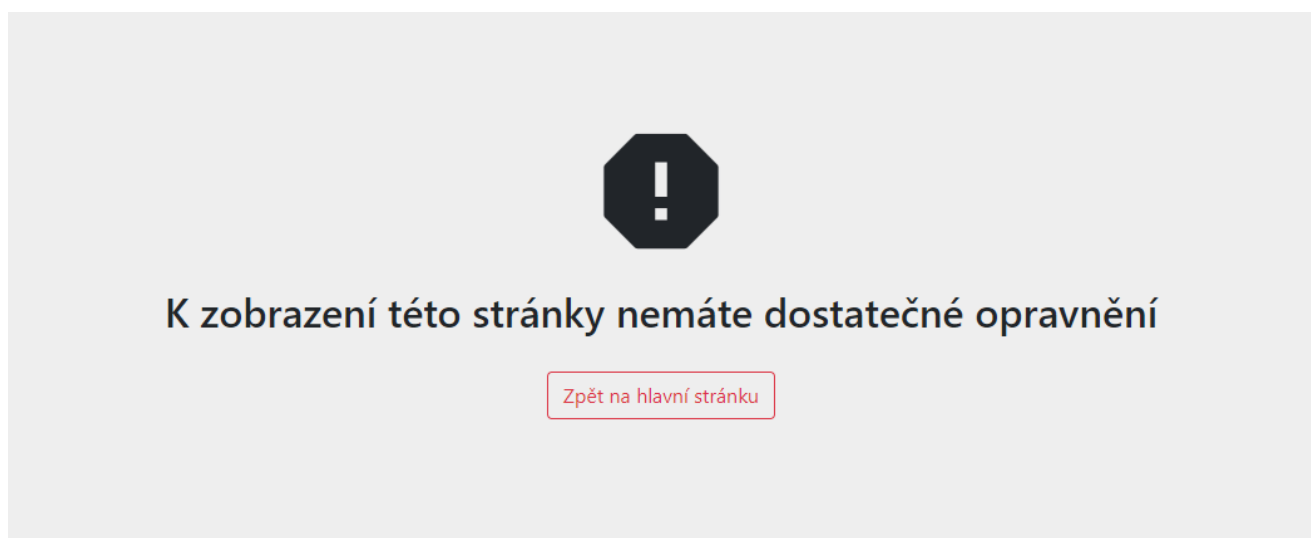 K zobrazení této stránky nemáte dostatečné opravnění
Zpět na hlavní stránku